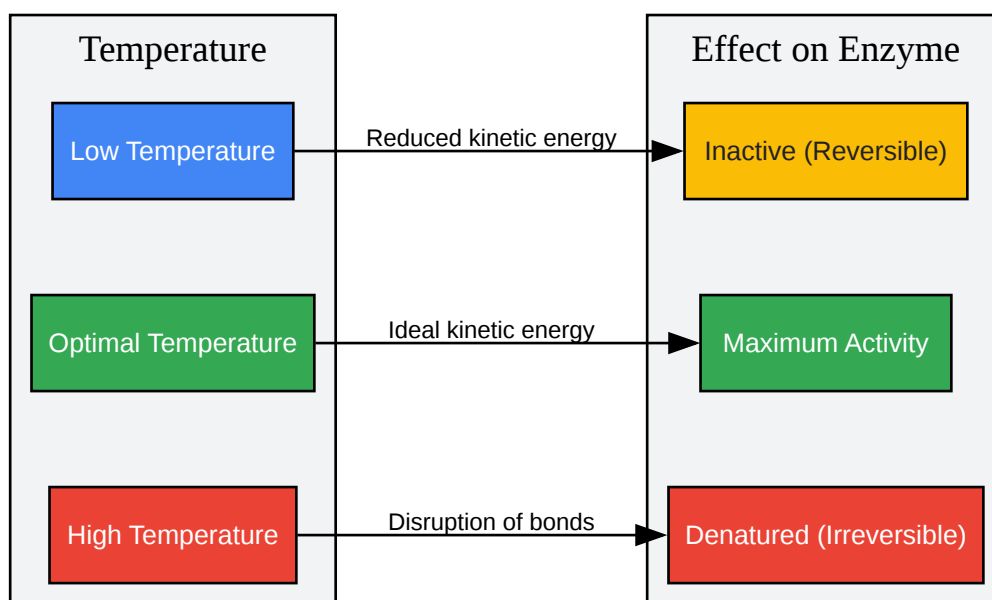 Temperature
Effect on Enzyme
Low Temperature
Reduced kinetic energy
Inactive (Reversible)
Optimal Temperature
Ideal kinetic energy
Maximum Activity
High Temperature
Disruption of bonds
Denatured (Irreversible)